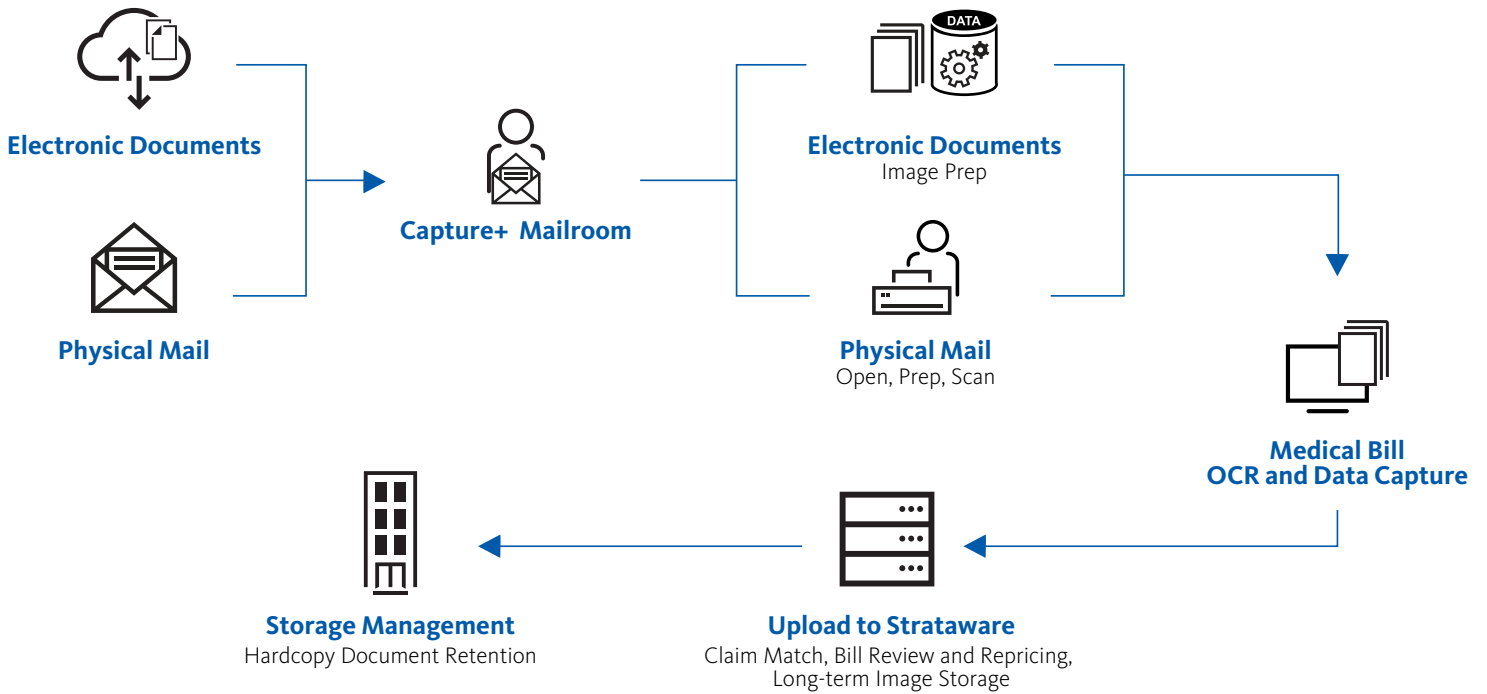 Electronic Documents
Physical Mail
Capture+ Mailroom
DATA
Electronic Documents
Image Prep
Physical Mail
Open, Prep, Scan
Medical Bill
OCR and Data Capture
Upload to Strataware
Claim Match, Bill Review and Repricing,
Long-term Image Storage
Storage Management
Hardcopy Document Retention